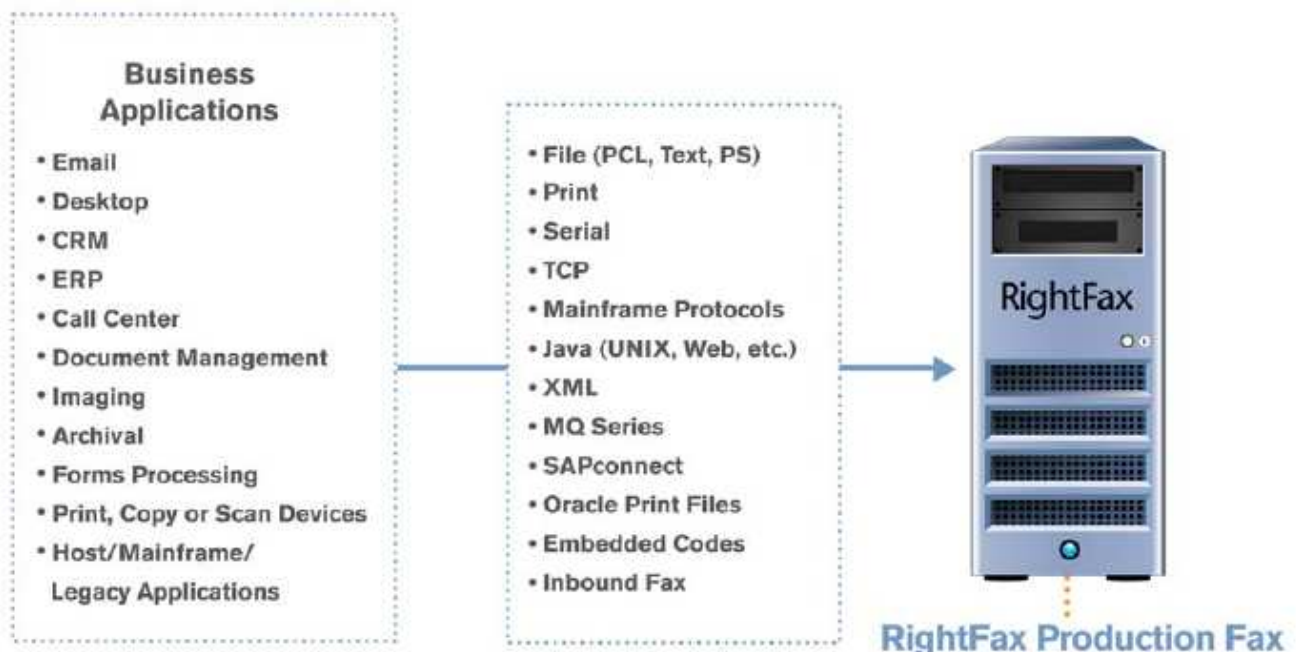 Business
Applications
• Email
• Desktop
• CRM
• ERP
• Call Center
• Document Management
• Imaging
• Archival
• Forms Processing
• Print, Copy or Scan Devices
• Host/Mainframe/
Legacy Applications
• File (PCL, Text, PS)
• Print
• Serial
• TCP
• Mainframe Protocols
• Java (UNIX, Web, etc.)
• XML
• MQ Series
• SAPconnect
• Oracle Print Files
• Embedded Codes
• Inbound Fax
RightFax
RightFax Production Fax